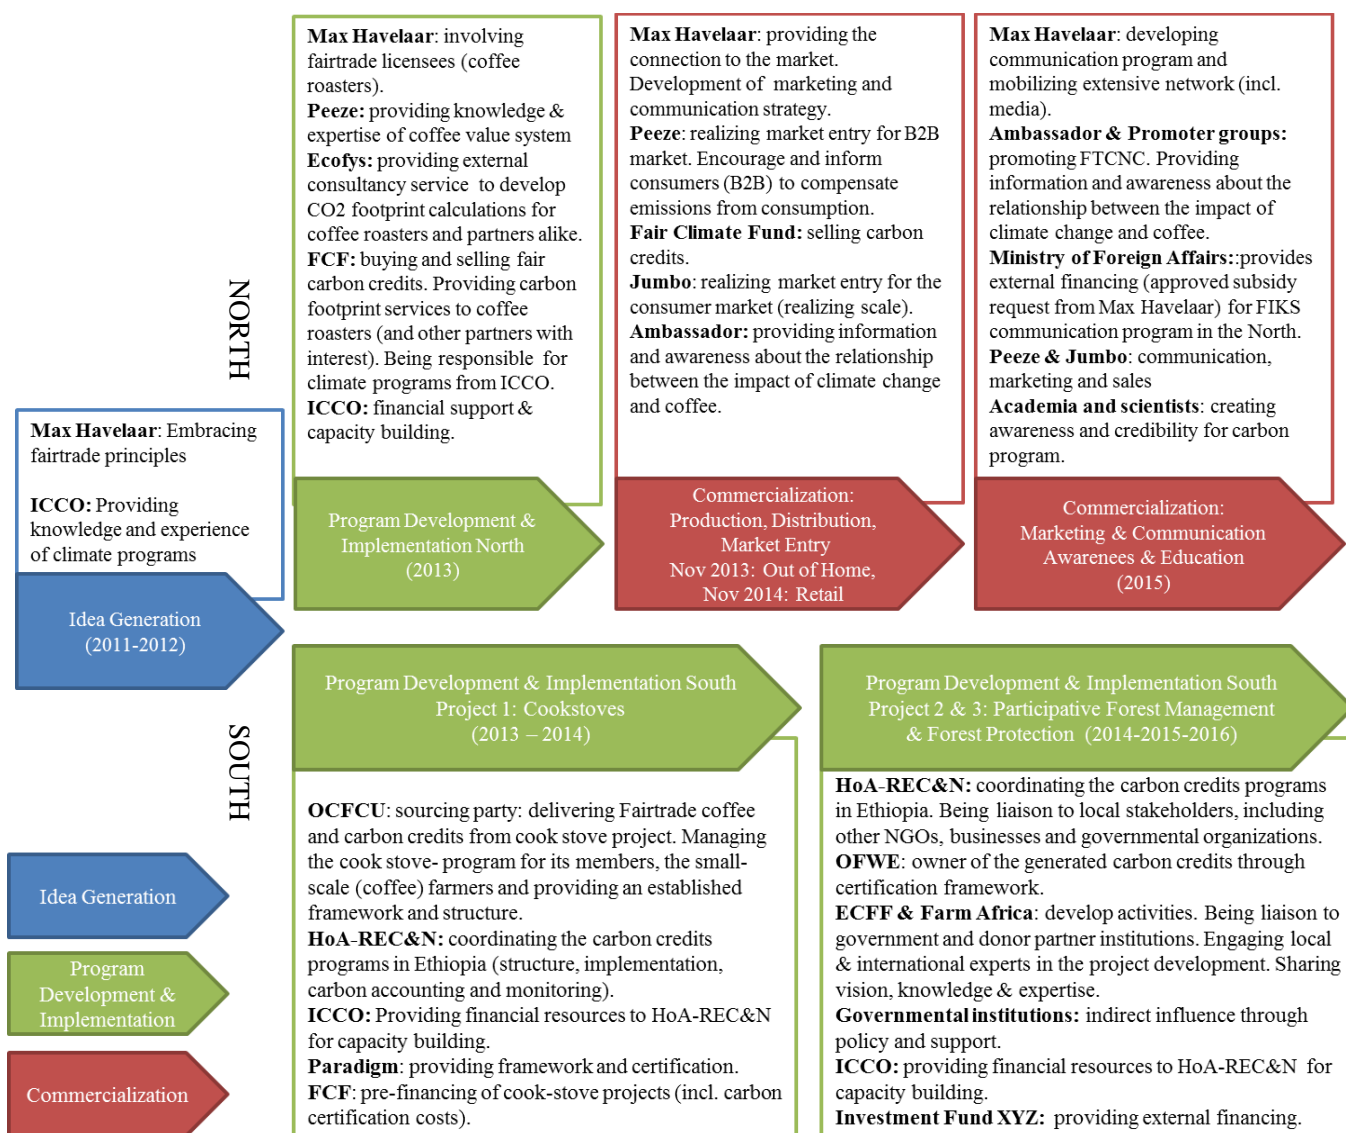 Max Havelaar: involving
fairtrade licensees (coffee
roasters).
Peeze: providing knowledge &
expertise of coffee value system
Ecofys: providing external
consultancy service to develop
CO2 footprint calculations for
coffee roasters and partners alike.
FCF: buying and selling fair
carbon credits. Providing carbon
footprint services to coffee
roasters (and other partners with
interest). Being responsible for
climate programs from ICCO.
ICCO: financial support &
capacity building.
Max Havelaar: providing the
connection to the market.
Development of marketing and
communication strategy.
Peeze: realizing market entry for B2B
market. Encourage and inform
consumers (B2B) to compensate
emissions from consumption.
Fair Climate Fund: selling carbon
credits.
Jumbo: realizing market entry for the
consumer market (realizing scale).
Ambassador: providing information
and awareness about the relationship
between the impact of climate change
and coffee.
Max Havelaar: developing
communication program and
mobilizing extensive network (incl.
media).
Ambassador & Promoter groups:
promoting FTCNC. Providing
information and awareness about the
relationship between the impact of
climate change and coffee.
Ministry of Foreign Affairs::provides
external financing (approved subsidy
request from Max Havelaar) for FIKS
communication program in the North.
Peeze & Jumbo: communication,
marketing and sales
Academia and scientists: creating
awareness and credibility for carbon
program.
NORTH
Max Havelaar: Embracing
fairtrade principles
ICCO: Providing
knowledge and experience
of climate programs
Idea Generation
(2011-2012)
Program Development &
Implementation North
(2013)
Commercialization:
Production, Distribution,
Market Entry
Nov 2013: Out of Home,
Nov 2014: Retail
Commercialization:
Marketing & Communication
Awarenees & Education
(2015)
SOUTH
Program Development & Implementation South
Project 1: Cookstoves
(2013 – 2014)
Program Development & Implementation South
Project 2 & 3: Participative Forest Management
& Forest Protection (2014-2015-2016)
OCFCU: sourcing party: delivering Fairtrade coffee
and carbon credits from cook stove project. Managing
the cook stove- program for its members, the small-
scale (coffee) farmers and providing an established
framework and structure.
HoA-REC&N: coordinating the carbon credits
programs in Ethiopia (structure, implementation,
carbon accounting and monitoring).
ICCO: Providing financial resources to HoA-REC&N
for capacity building.
Paradigm: providing framework and certification.
FCF: pre-financing of cook-stove projects (incl. carbon
certification costs).
HoA-REC&N: coordinating the carbon credits programs
in Ethiopia. Being liaison to local stakeholders, including
other NGOs, businesses and governmental organizations.
OFWE: owner of the generated carbon credits through
certification framework.
ECFF & Farm Africa: develop activities. Being liaison to
government and donor partner institutions. Engaging local
& international experts in the project development. Sharing
vision, knowledge & expertise.
Governmental institutions: indirect influence through
policy and support.
ICCO: providing financial resources to HoA-REC&N for
capacity building.
Investment Fund XYZ: providing external financing.
Idea Generation
Program
Development &
Implementation
Commercialization